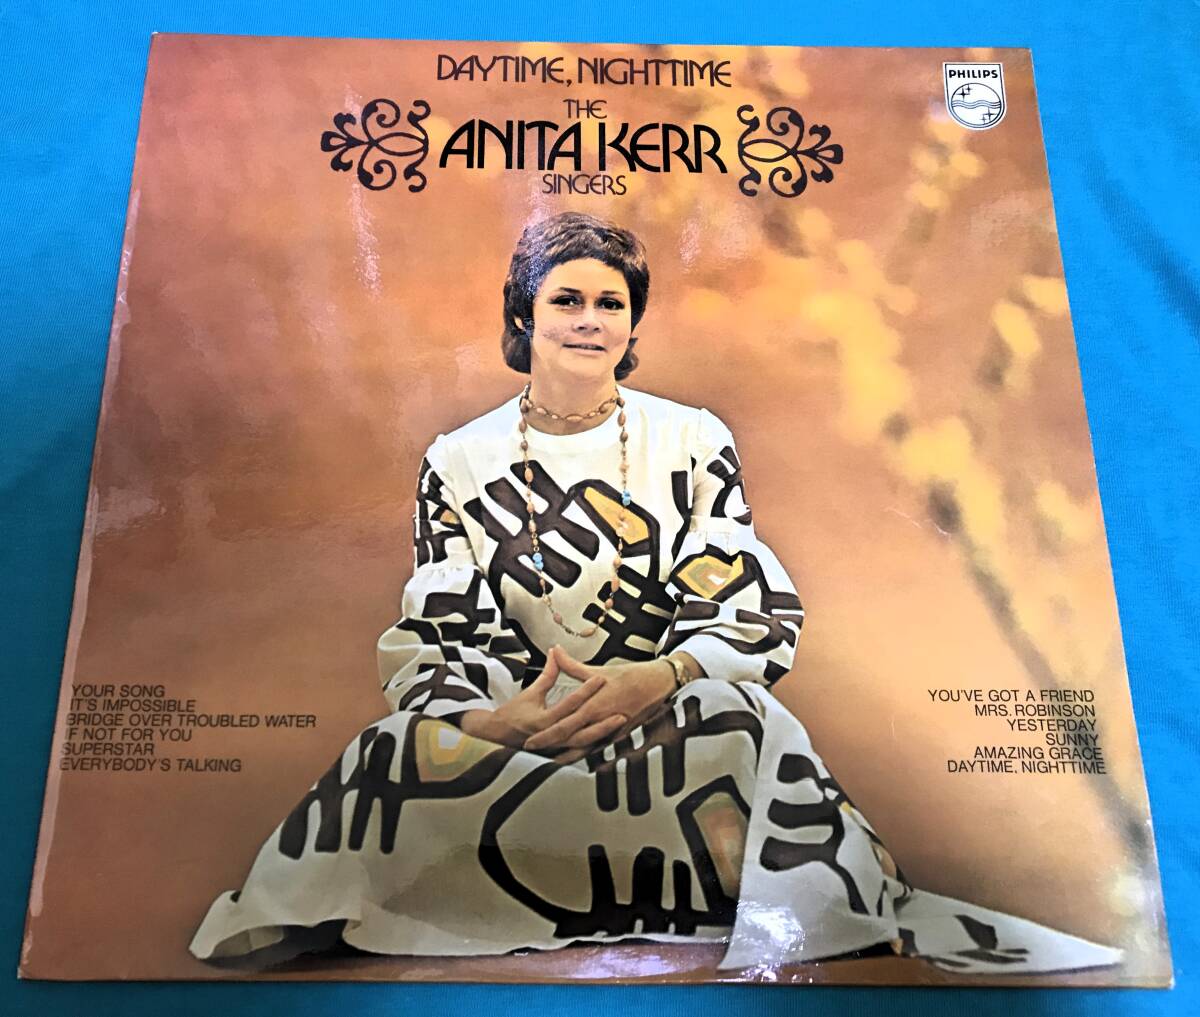 DAYTIME, NIGHTTIME
THE
ANITA KERR
SINGERS
PHILIPS
YOUR SONG
IT'S IMPOSSIBLE
BRIDGE OVER TROUBLED WATER
IF NOT FOR YOU
SUPERSTAR
EVERYBODY'S TALKING
YOU'VE GOT A FRIEND
MRS. ROBINSON
YESTERDAY
SUNNY
AMAZING GRACE
DAYTIME, NIGHTTIME